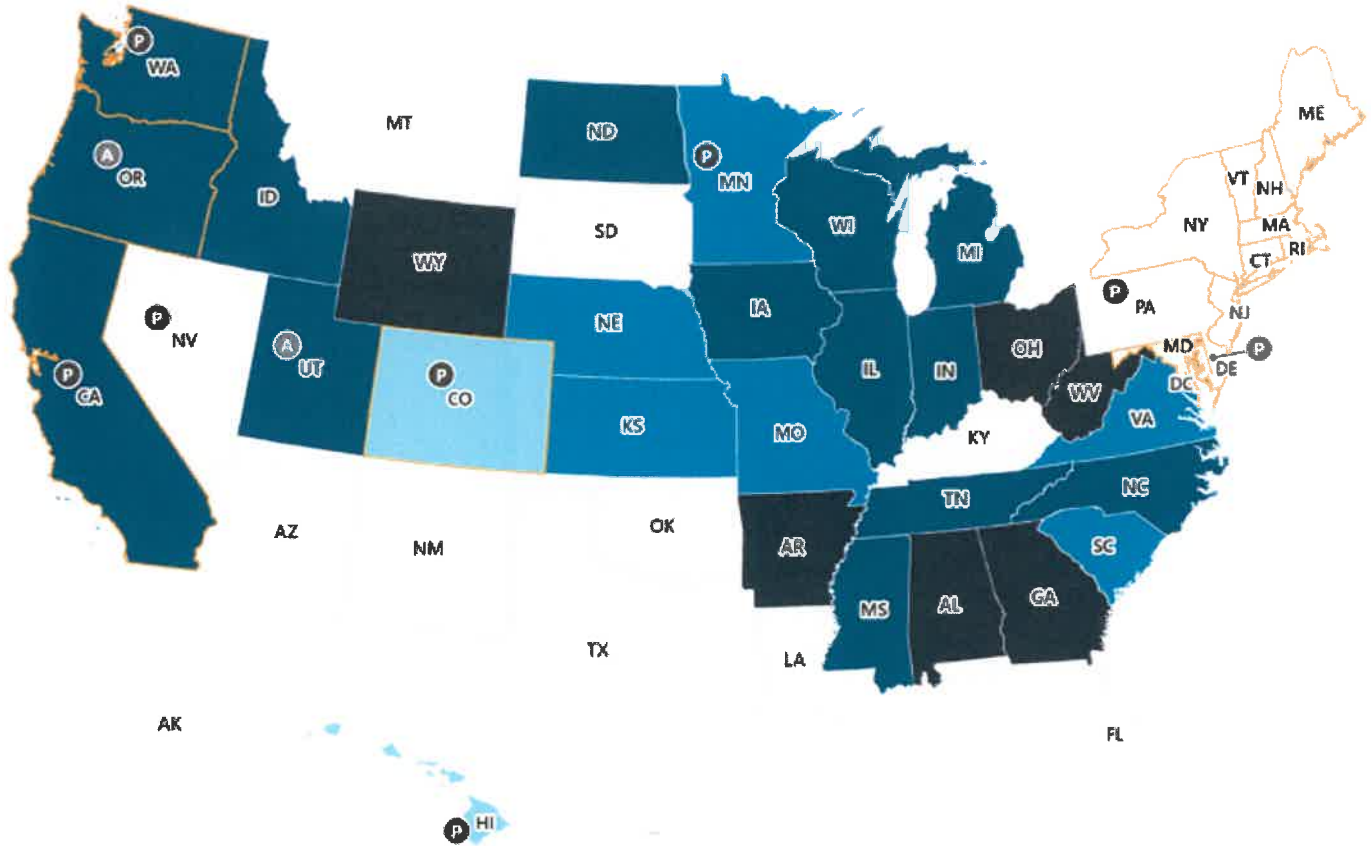 P
WA
MT
ND
P
MN
ME
A
OR
ID
VT
NH
NY
MA
CT
RI
SD
WI
MI
WY
P
PA
P
NV
NE
IA
NJ
A
UT
P
CO
OH
MD
P
DE
DC
P
CA
IL
IN
WV
KS
MO
KY
VA
TN
NC
AZ
NM
OK
AR
SC
MS
AL
GA
TX
LA
AK
FL
P
HI